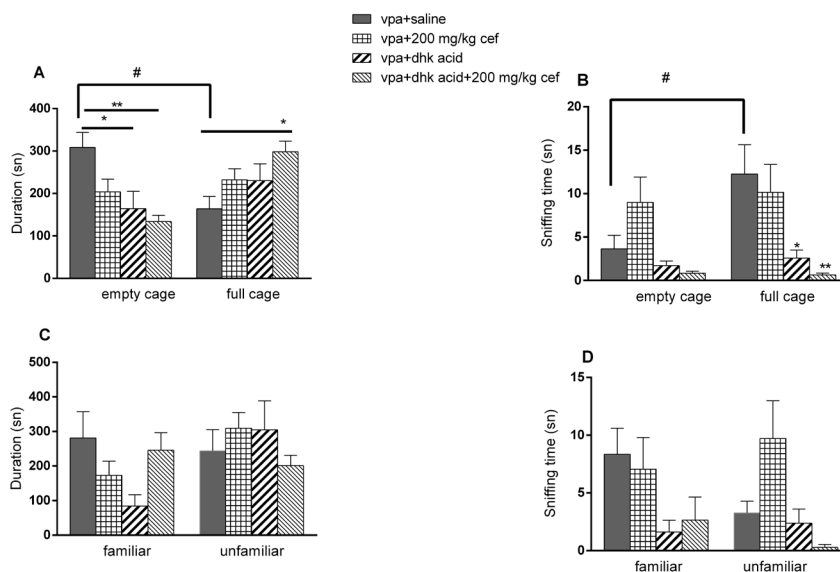 vpa+saline
vpa+200 mg/kg cef
vpa+dhk acid
vpa+dhk acid+200 mg/kg cef
A
#
**
*
*
400
300
200
100
0
Duration (sn)
empty cage
full cage
B
#
*
**
20
15
10
5
0
Sniffing time (sn)
empty cage
full cage
C
500
400
300
200
100
0
Duration (sn)
familiar
unfamiliar
D
15
10
5
0
Sniffing time (sn)
familiar
unfamiliar